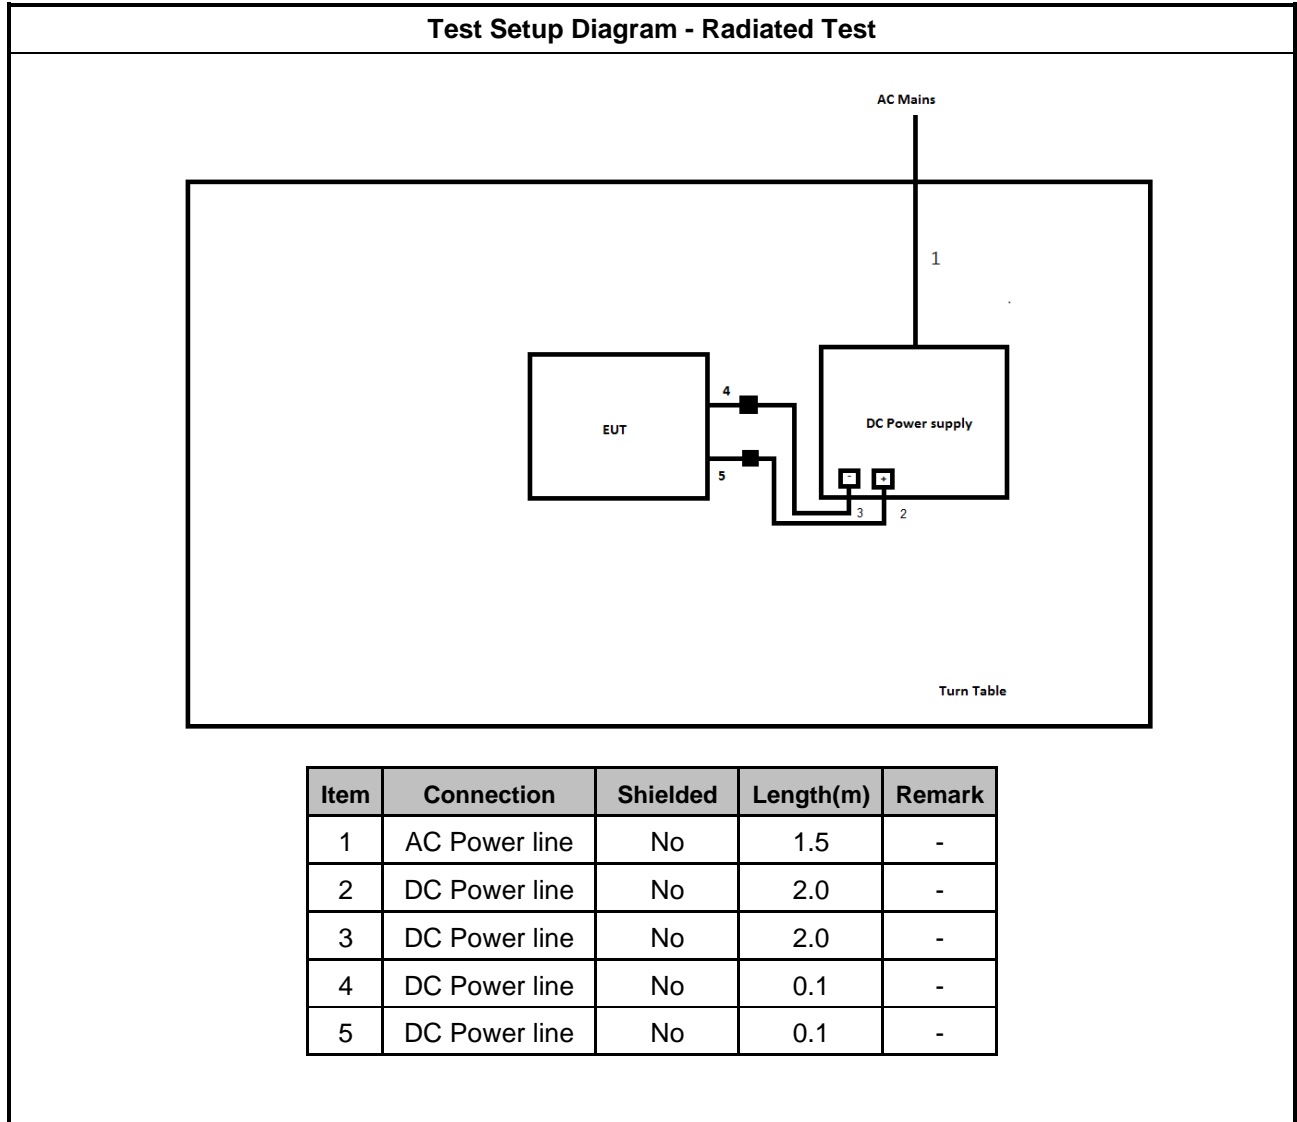 Test Setup Diagram - Radiated Test
AC Mains
1
4
EUT
DC Power supply
5
- +
3 2
Turn Table
Item Connection Shielded Length(m) Remark
1 AC Power line No 1.5 -
2 DC Power line No 2.0 -
3 DC Power line No 2.0 -
4 DC Power line No 0.1 -
5 DC Power line No 0.1 -